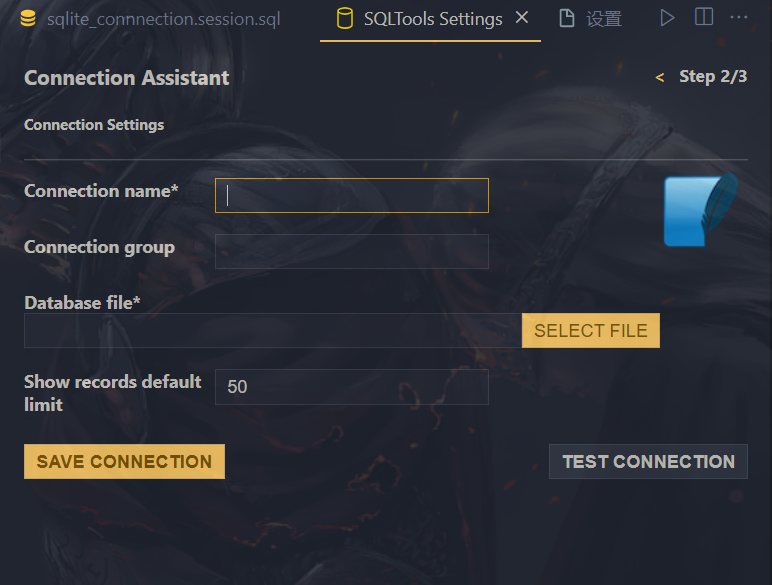 sqlite_connnection.session.sql SQLTools Settings 设置
Connection Assistant < Step 2/3
Connection Settings
Connection name*
Connection group
Database file*
SELECT FILE
Show records default
limit
50
SAVE CONNECTION TEST CONNECTION